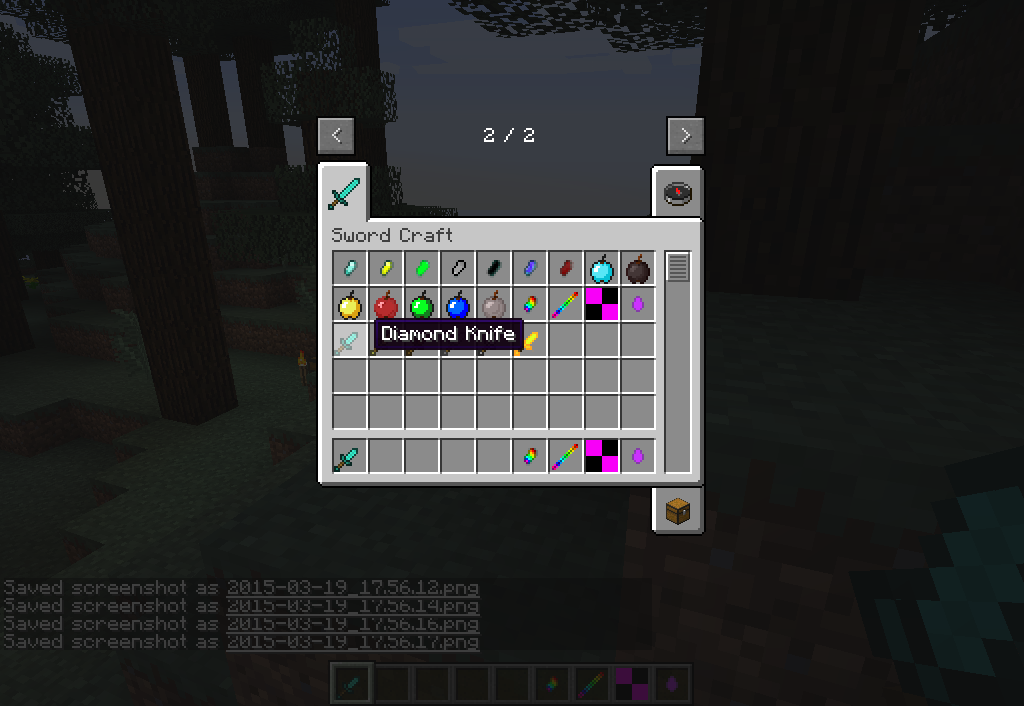 < 2 / 2 >
Sword Craft
Diamond Knife
Saved screenshot as 2015-03-19_17.56.12.png
Saved screenshot as 2015-03-19_17.56.14.png
Saved screenshot as 2015-03-19_17.56.16.png
Saved screenshot as 2015-03-19_17.56.17.png